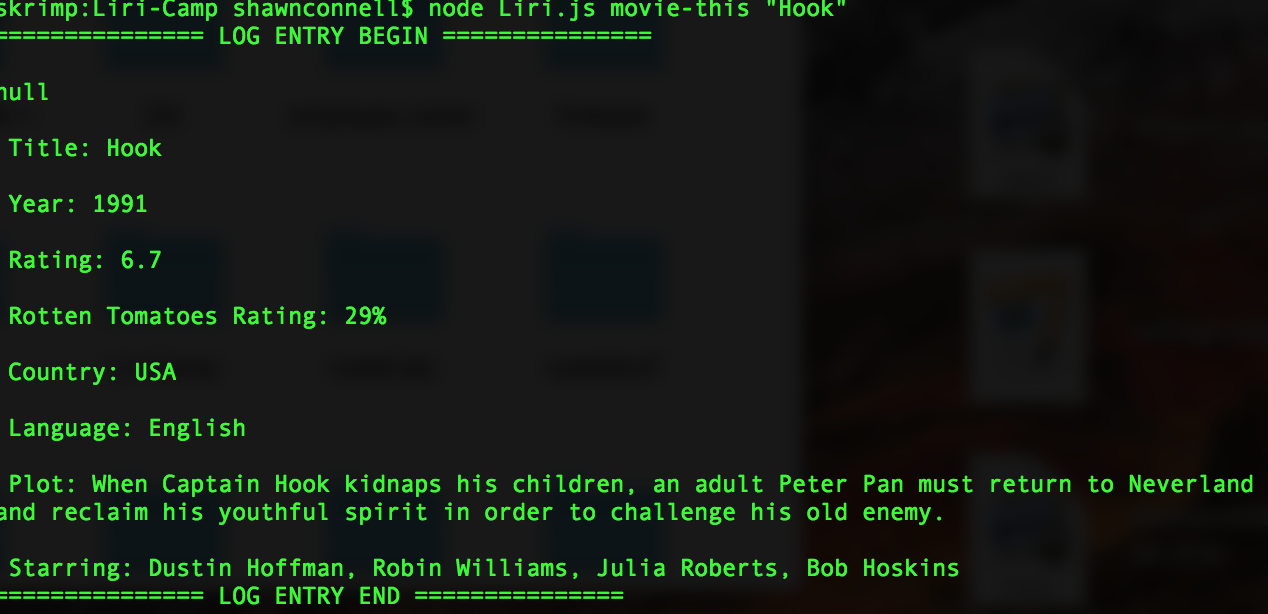 skrimp:Liri-Camp shawnconnell$ node Liri.js movie-this "Hook"
=============== LOG ENTRY BEGIN ===============
null
Title: Hook
Year: 1991
Rating: 6.7
Rotten Tomatoes Rating: 29%
Country: USA
Language: English
Plot: When Captain Hook kidnaps his children, an adult Peter Pan must return to Neverland
and reclaim his youthful spirit in order to challenge his old enemy.
Starring: Dustin Hoffman, Robin Williams, Julia Roberts, Bob Hoskins
=============== LOG ENTRY END ===============